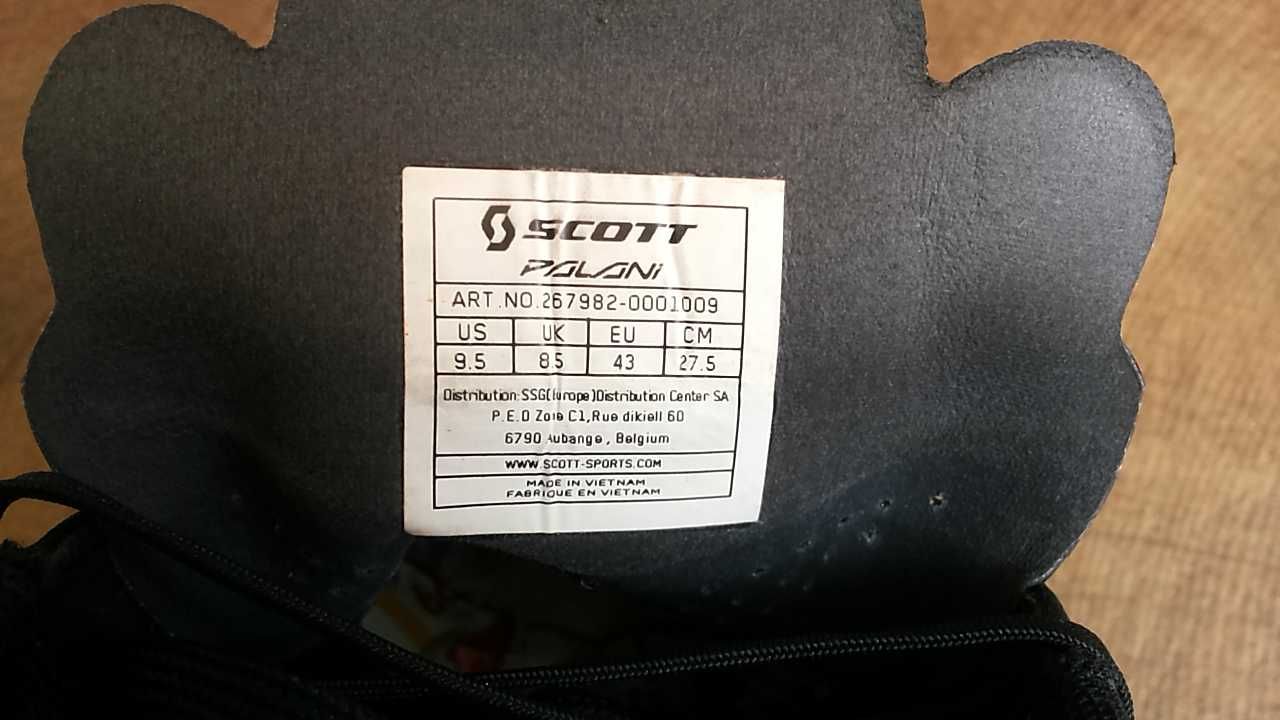 SCOTT
PALANI
ART.NO.267982-0001009
US UK EU CM
9.5 8.5 43 27.5
Distribution:SSG(Europe)Distribution Center SA
P.E.D Zone C1,Rue dikiell 60
6790 Aubange, Belgium
WWW.SCOTT-SPORTS.COM
MADE IN VIETNAM
FABRIQUE EN VIETNAM